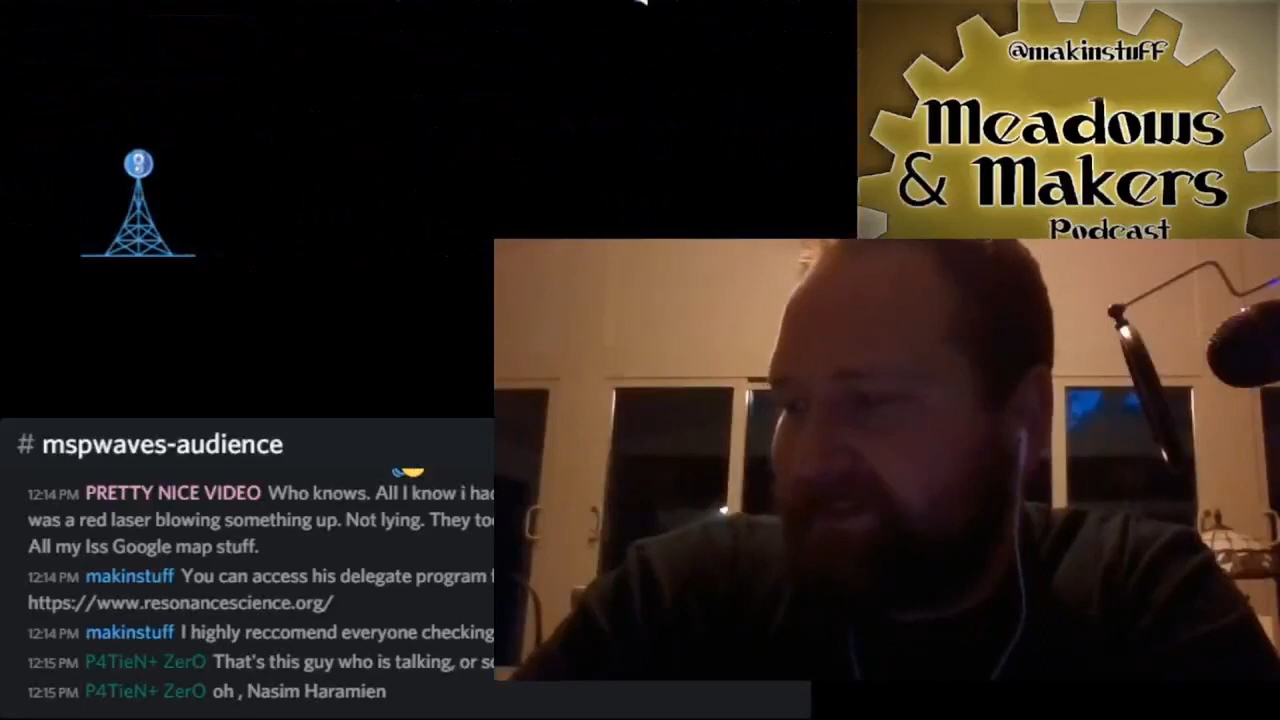 @makinstuff
Meadows
& Makers
Podcast
# mspwaves-audience
12:14 PM PRETTY NICE VIDEO Who knows. All I know i had
was a red laser blowing something up. Not lying. They
All my Iss Google map stuff.
12:14 PM makinstuff You can access his delegate program
https://www.resonancescience.org/
12:14 PM makinstuff I highly reccomend everyone checking
12:15 PM P4TieN+ ZerO That's this guy who is talking, or
12:15 PM P4TieN+ ZerO oh , Nasim Haramien